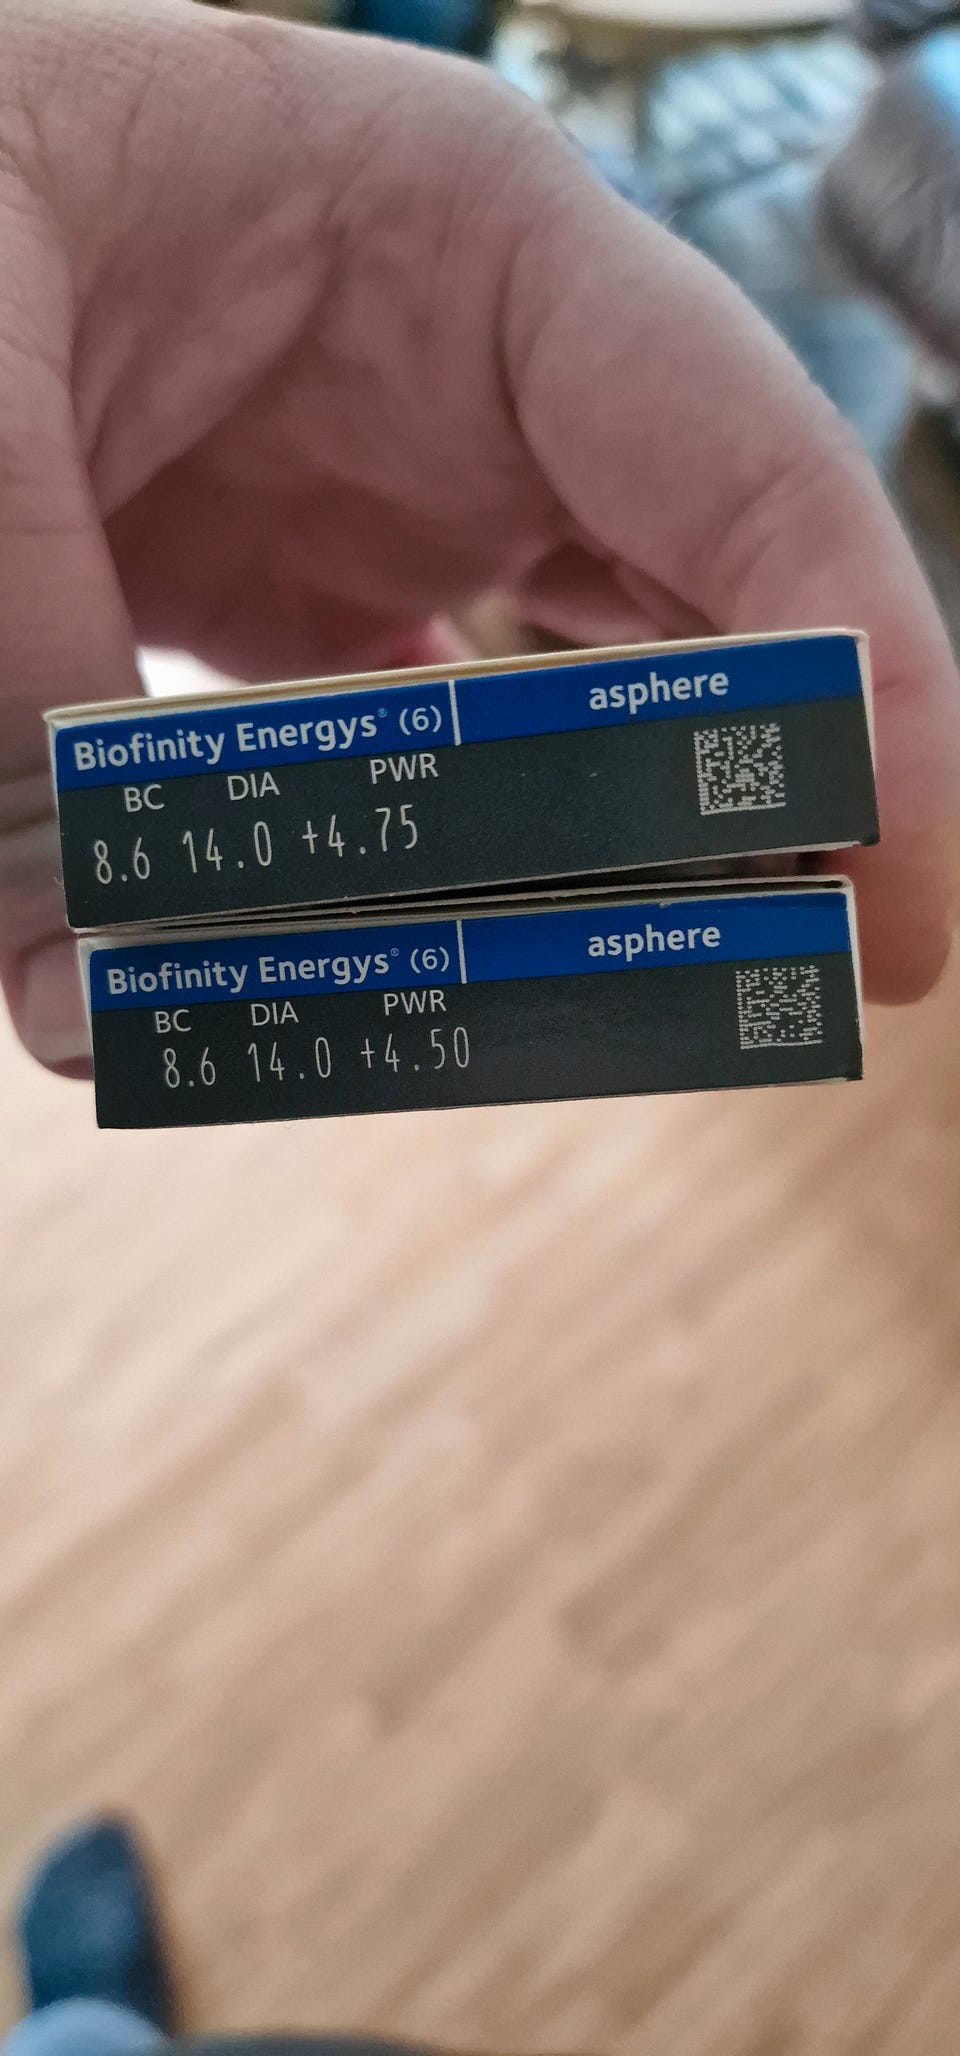 Biofinity Energys® (6) asphere
BC DIA PWR
8.6 14.0 +4.75
Biofinity Energys® (6) asphere
BC DIA PWR
8.6 14.0 +4.50